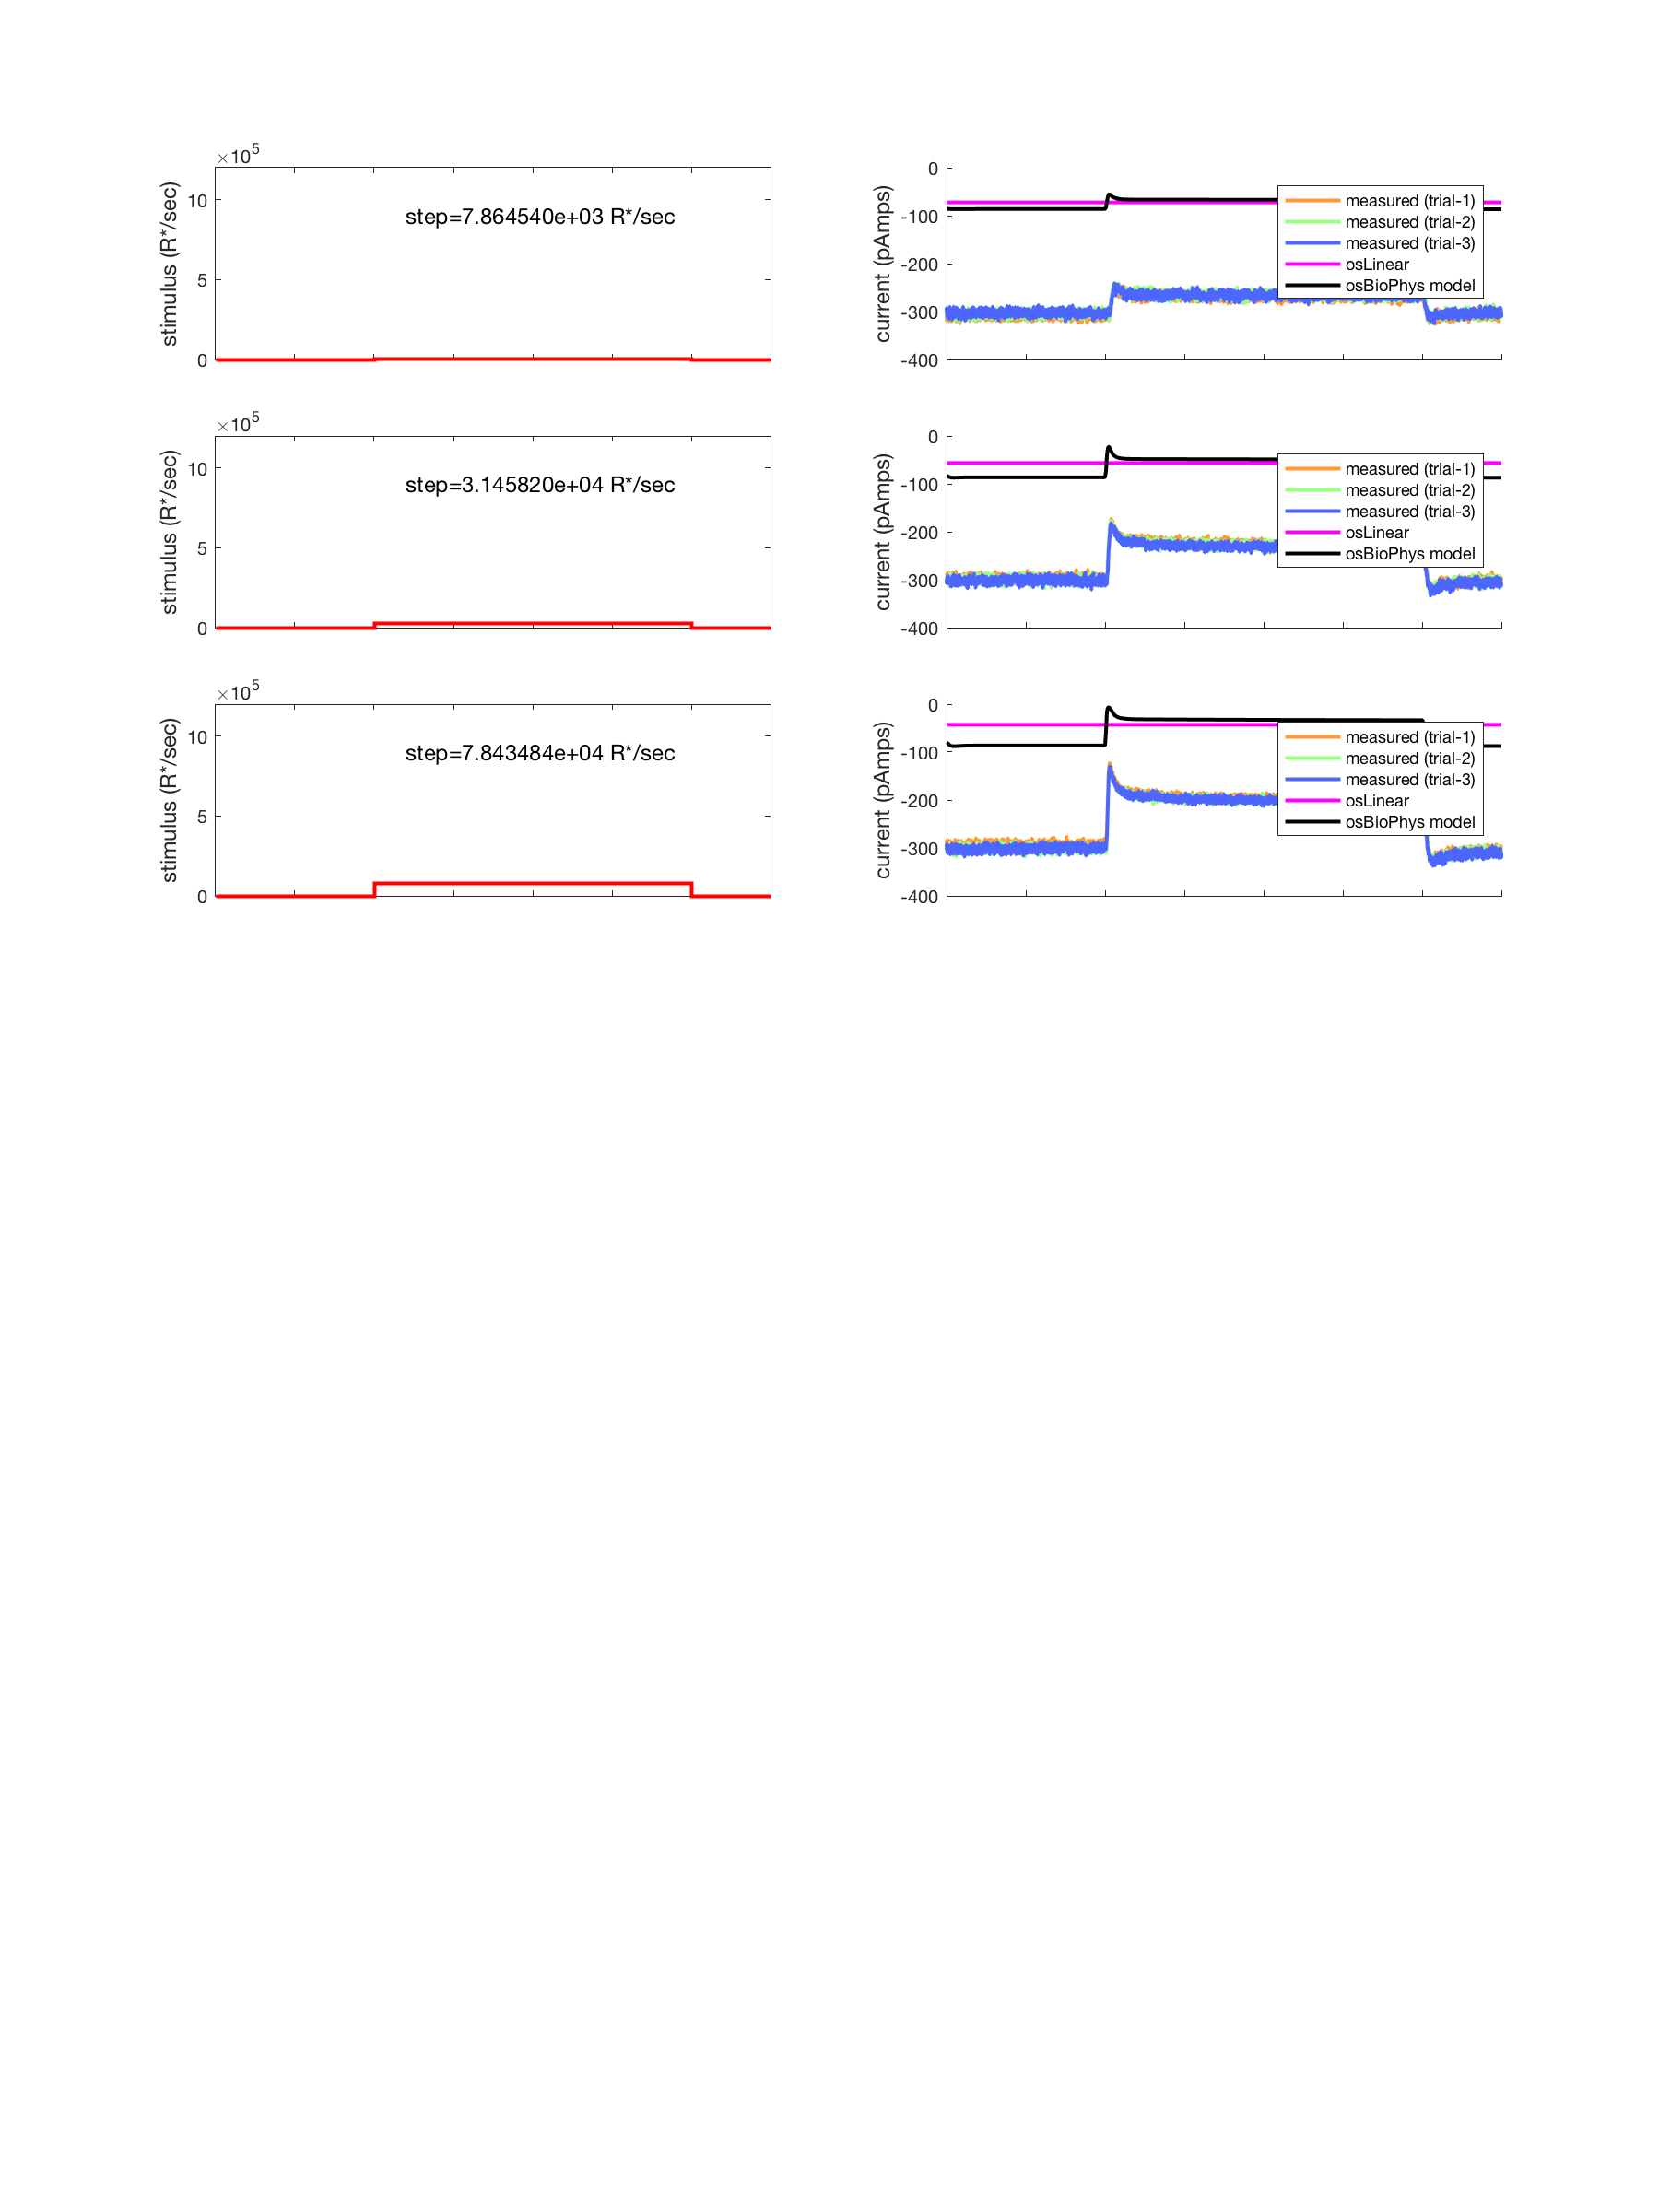 ×10^5
10
5
0
stimulus (R*/sec)
step=7.864540e+03 R*/sec
0
-100
-200
-300
-400
current (pAmps)
measured (trial-1)
measured (trial-2)
measured (trial-3)
osLinear
osBioPhys model
×10^5
10
5
0
stimulus (R*/sec)
step=3.145820e+04 R*/sec
0
-100
-200
-300
-400
current (pAmps)
measured (trial-1)
measured (trial-2)
measured (trial-3)
osLinear
osBioPhys model
×10^5
10
5
0
stimulus (R*/sec)
step=7.843484e+04 R*/sec
0
-100
-200
-300
-400
current (pAmps)
measured (trial-1)
measured (trial-2)
measured (trial-3)
osLinear
osBioPhys model